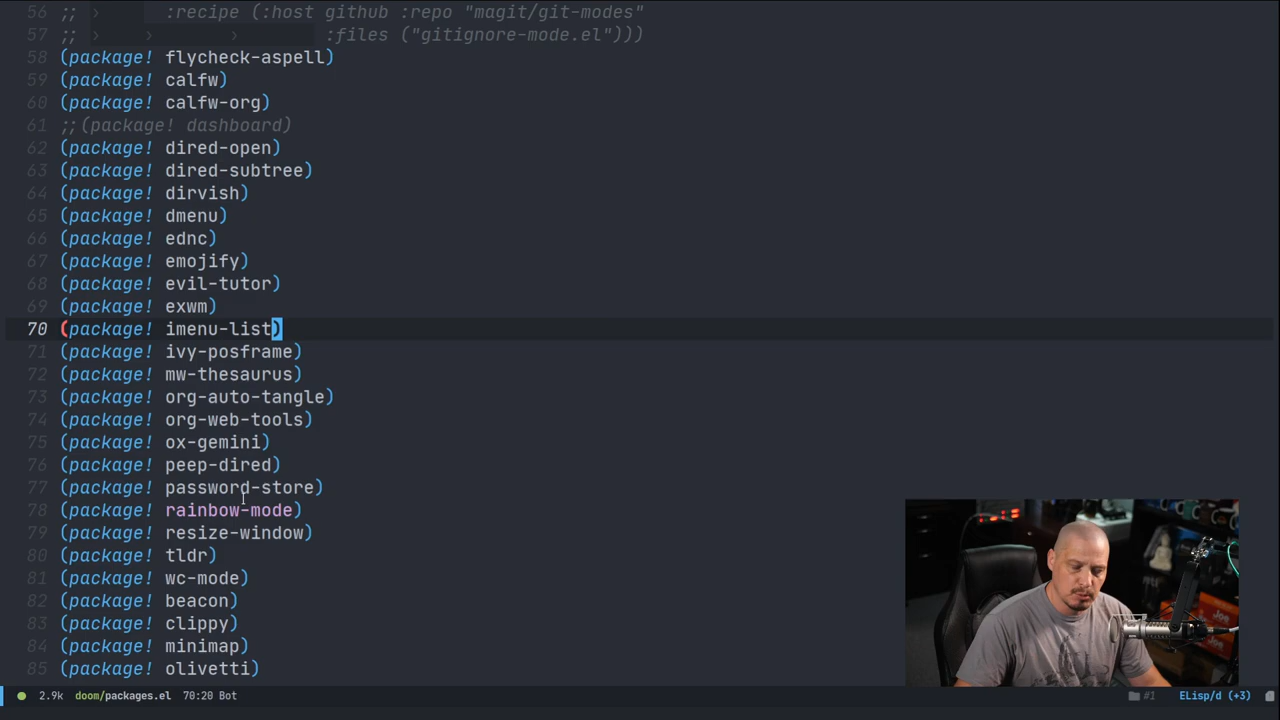 56 ;; › :recipe (:host github :repo "magit/git-modes"
57 ;; › › › :files ("gitignore-mode.el")))
58 (package! flycheck-aspell)
59 (package! calfw)
60 (package! calfw-org)
61 ;;(package! dashboard)
62 (package! dired-open)
63 (package! dired-subtree)
64 (package! dirvish)
65 (package! dmenu)
66 (package! ednc)
67 (package! emojify)
68 (package! evil-tutor)
69 (package! exwm)
70 (package! imenu-list)
71 (package! ivy-posframe)
72 (package! mw-thesaurus)
73 (package! org-auto-tangle)
74 (package! org-web-tools)
75 (package! ox-gemini)
76 (package! peep-dired)
77 (package! password-store)
78 (package! rainbow-mode)
79 (package! resize-window)
80 (package! tldr)
81 (package! wc-mode)
82 (package! beacon)
83 (package! clippy)
84 (package! minimap)
85 (package! olivetti)
2.9k doom/packages.el 70:20 Bot #1 ELisp/d (+3)